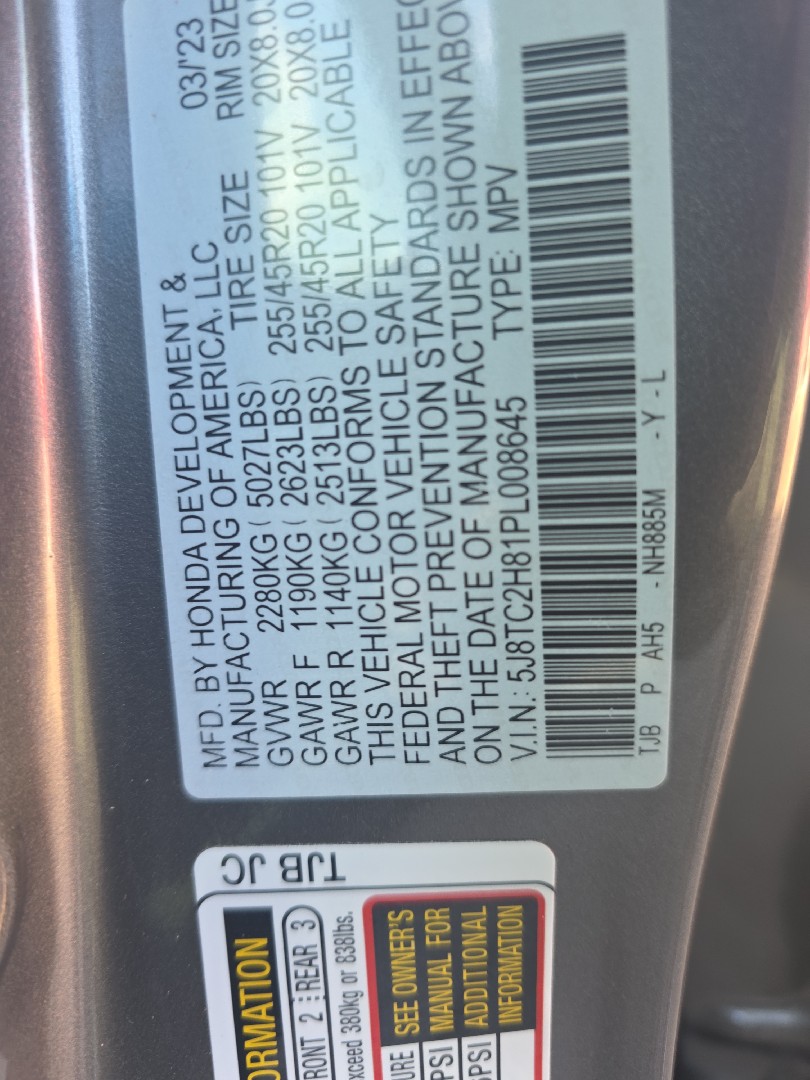 MFD. BY HONDA DEVELOPMENT &
MANUFACTURING OF AMERICA, LLC 03/'23
GVWR 2280KG (5027LBS) TIRE SIZE RIM SIZE
GAWR F 1190KG (2623LBS) 255/45R20 101V 20X8.0J
GAWR R 1140KG (2513LBS) 255/45R20 101V 20X8.0
THIS VEHICLE CONFORMS TO ALL APPLICABLE
FEDERAL MOTOR VEHICLE SAFETY
AND THEFT PREVENTION STANDARDS IN EFFEC
ON THE DATE OF MANUFACTURE SHOWN ABOV
V.I.N.: 5J8TC2H81PL008645 TYPE: MPV
TJB P AH5 -NH885M -Y-L
TJB JC
ORMATION
RONT 2 REAR 3
xceed 380kg or 838lbs.
URE
PSI
PSI
SEE OWNER'S
MANUAL FOR
ADDITIONAL
INFORMATION